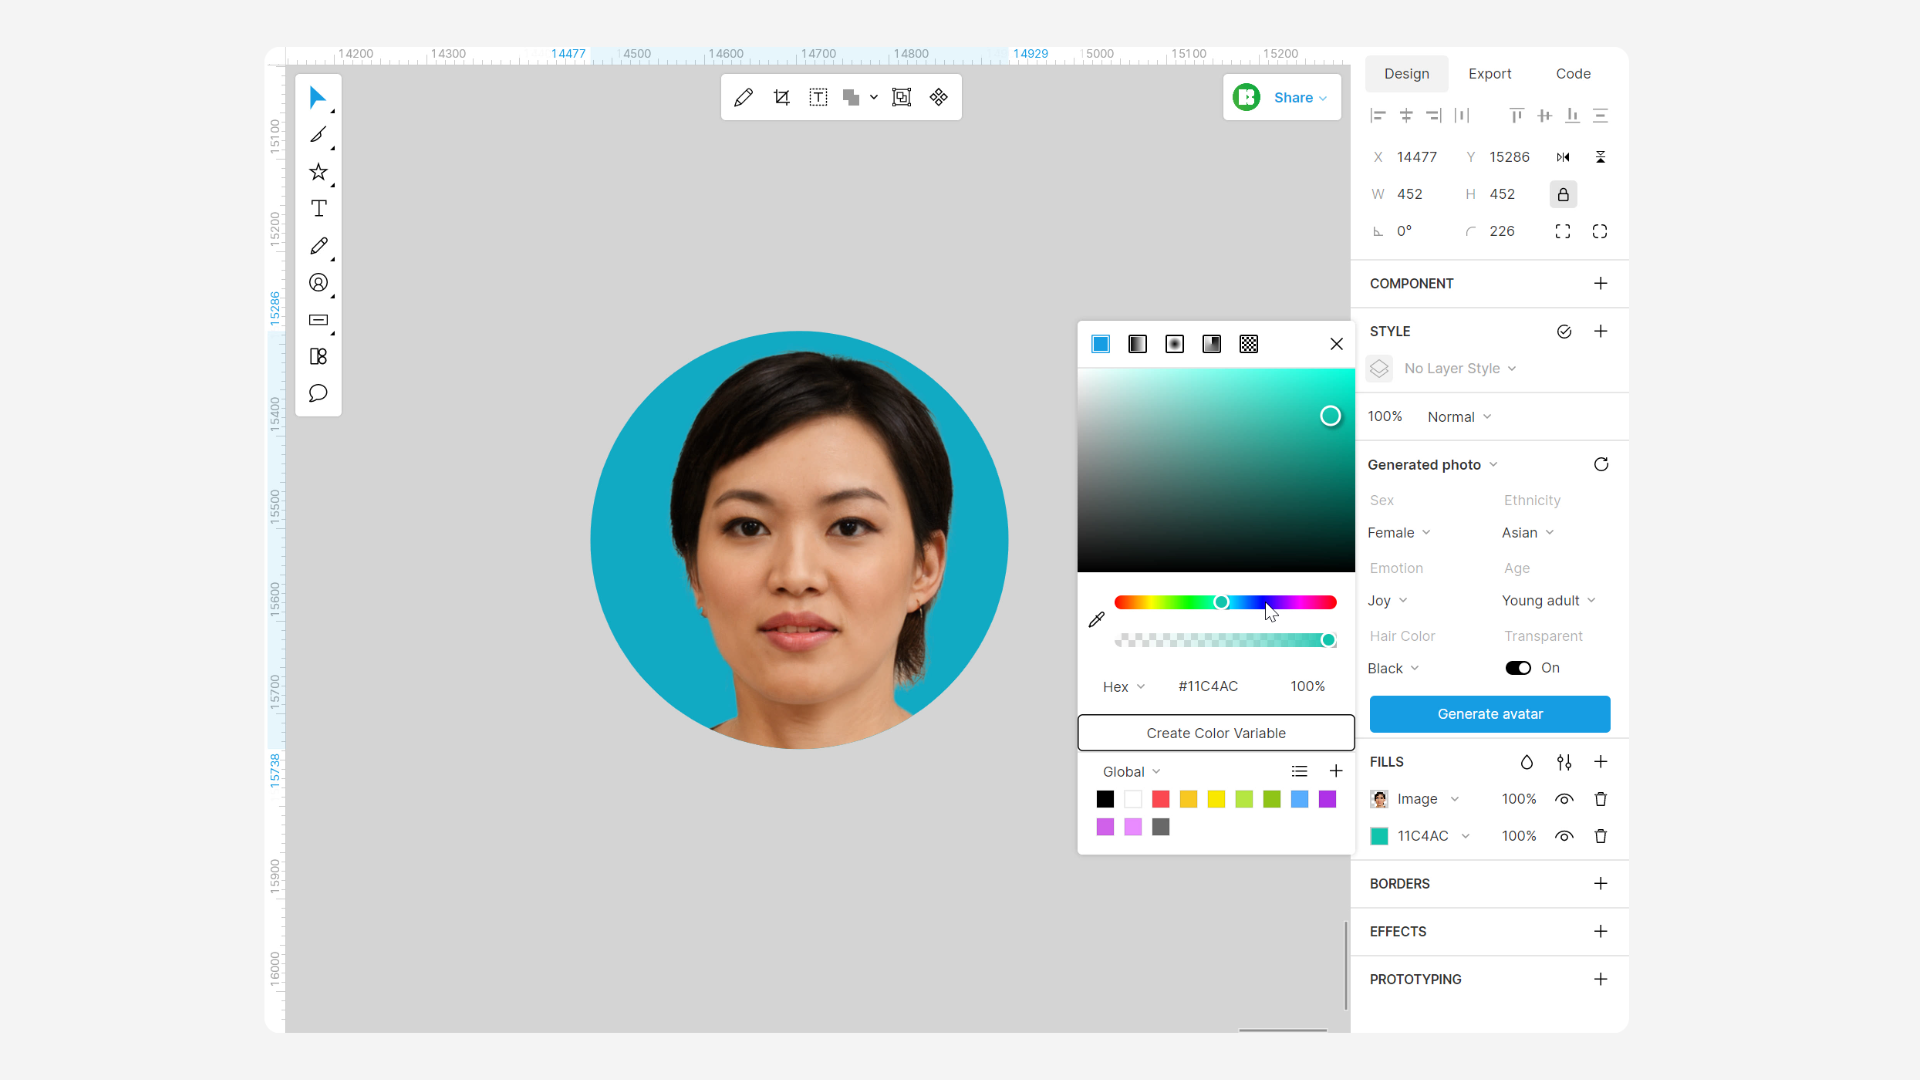 14200 14300 14477 14500 14600 14700 14800 14929 15000 15100 15200
15100
15200
15286
15400
15500
15600
15700
15738
15900
16000
Share
Design Export Code
X 14477 Y 15286
W 452 H 452
0° 226
COMPONENT
STYLE
No Layer Style
100% Normal
Generated photo
Sex Ethnicity
Female Asian
Emotion Age
Joy Young adult
Hair Color Transparent
Black On
Generate avatar
FILLS
Image 100%
11C4AC 100%
BORDERS
EFFECTS
PROTOTYPING
Hex #11C4AC 100%
Create Color Variable
Global